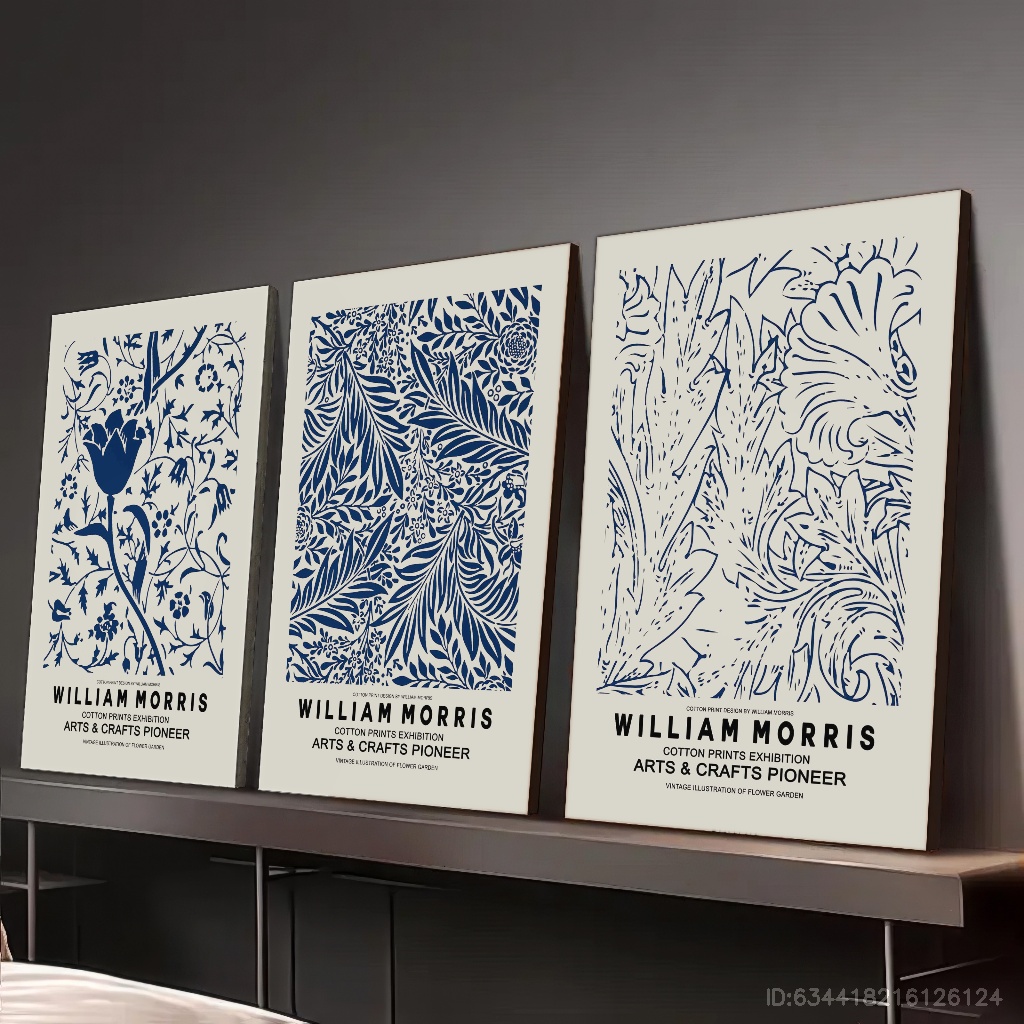 COTTON PRINT DESIGN BY WILLIAM MORRIS
WILLIAM MORRIS
COTTON PRINTS EXHIBITION
ARTS & CRAFTS PIONEER
VINTAGE ILLUSTRATION OF FLOWER GARDEN
COTTON PRINT DESIGN BY WILLIAM MORRIS
WILLIAM MORRIS
COTTON PRINTS EXHIBITION
ARTS & CRAFTS PIONEER
VINTAGE ILLUSTRATION OF FLOWER GARDEN
COTTON PRINT DESIGN BY WILLIAM MORRIS
WILLIAM MORRIS
COTTON PRINTS EXHIBITION
ARTS & CRAFTS PIONEER
VINTAGE ILLUSTRATION OF FLOWER GARDEN
ID:634418216126124